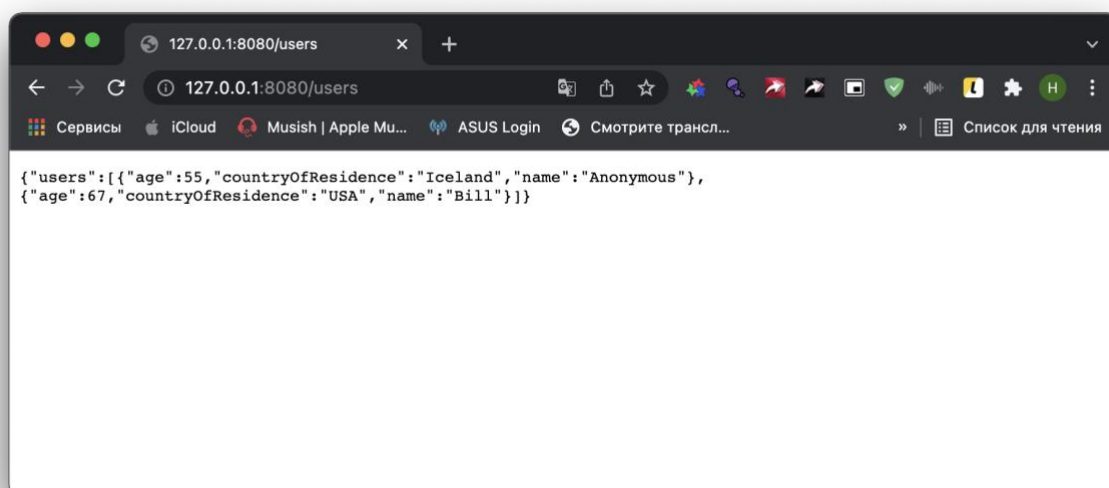 127.0.0.1:8080/users
127.0.0.1:8080/users
H
Сервисы iCloud Musish | Apple Mu... ASUS Login Смотрите трансл... » Список для чтения
{"users":[{"age":55,"countryOfResidence":"Iceland","name":"Anonymous"},
{"age":67,"countryOfResidence":"USA","name":"Bill"}]}